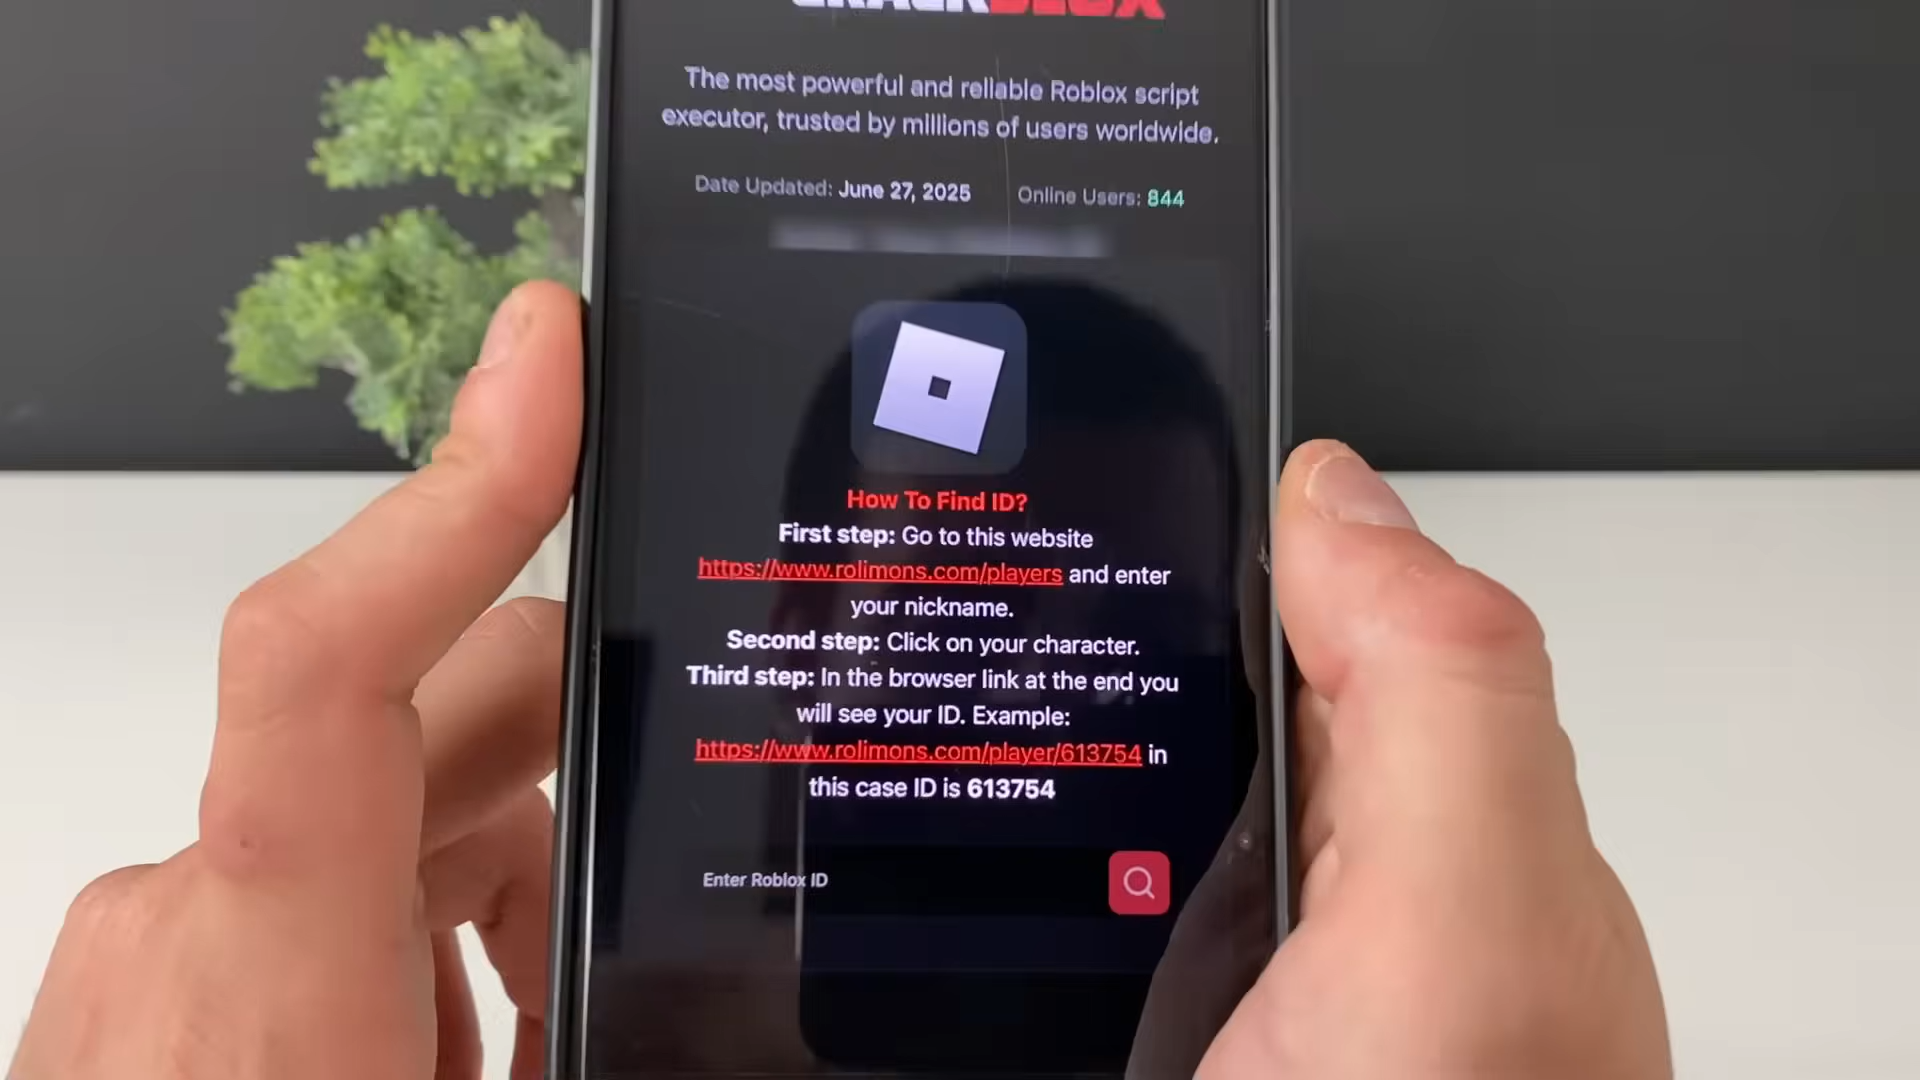 CRACKBLOX
The most powerful and reliable Roblox script
executor, trusted by millions of users worldwide.
Date Updated: June 27, 2025 Online Users: 844
How To Find ID?
First step: Go to this website
https://www.rolimons.com/players and enter
your nickname.
Second step: Click on your character.
Third step: In the browser link at the end you
will see your ID. Example:
https://www.rolimons.com/player/613754 in
this case ID is 613754
Enter Roblox ID